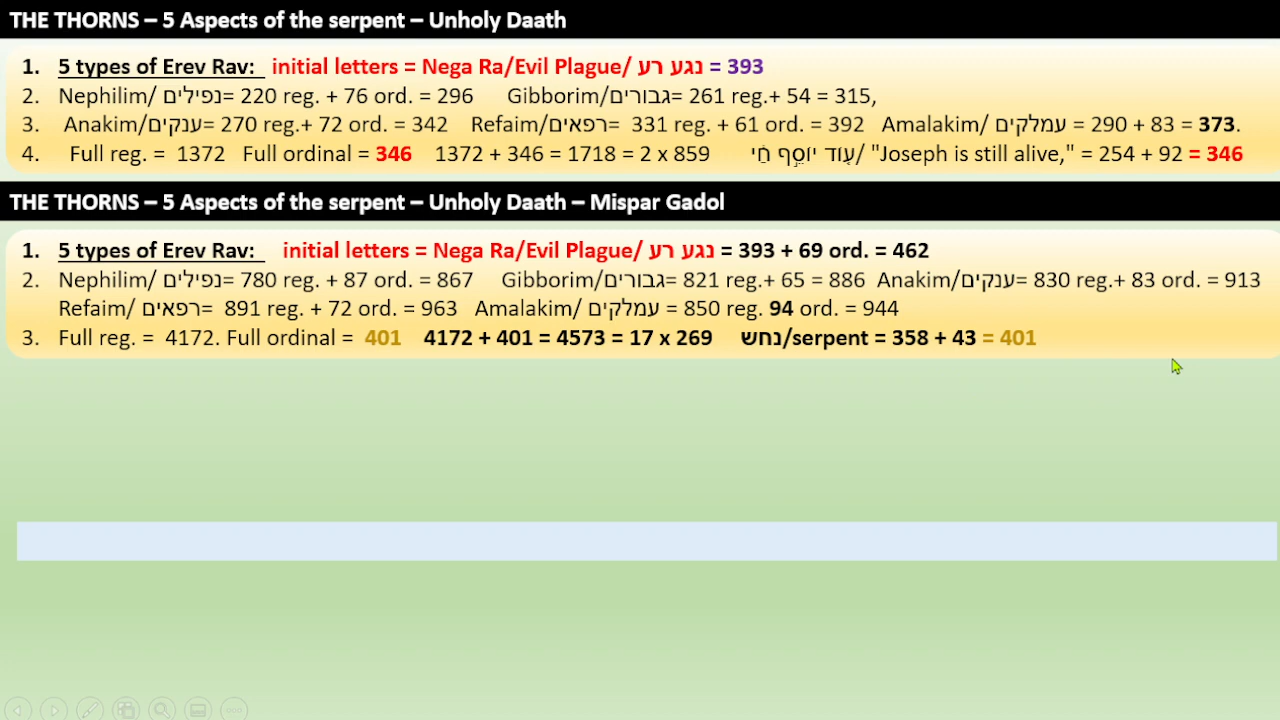 THE THORNS – 5 Aspects of the serpent – Unholy Daath
1. 5 types of Erev Rav: initial letters = Nega Ra/Evil Plague/ נגע רע = 393
2. Nephilim/ נפילים= 220 reg. + 76 ord. = 296 Gibborim/גבורים= 261 reg.+ 54 = 315,
3. Anakim/ענקים= 270 reg.+ 72 ord. = 342 Refaim/רפאים= 331 reg. + 61 ord. = 392 Amalakim/ עמלקים = 290 + 83 = 373.
4. Full reg. = 1372 Full ordinal = 346 1372 + 346 = 1718 = 2 x 859 עוֹד יוֹסֵף חַי/ "Joseph is still alive," = 254 + 92 = 346
THE THORNS – 5 Aspects of the serpent – Unholy Daath – Mispar Gadol
1. 5 types of Erev Rav: initial letters = Nega Ra/Evil Plague/ נגע רע = 393 + 69 ord. = 462
2. Nephilim/ נפילים= 780 reg. + 87 ord. = 867 Gibborim/גבורים= 821 reg.+ 65 = 886 Anakim/ענקים= 830 reg.+ 83 ord. = 913
Refaim/ רפאים= 891 reg. + 72 ord. = 963 Amalakim/ עמלקים = 850 reg. 94 ord. = 944
3. Full reg. = 4172. Full ordinal = 401 4172 + 401 = 4573 = 17 x 269 נחש/serpent = 358 + 43 = 401